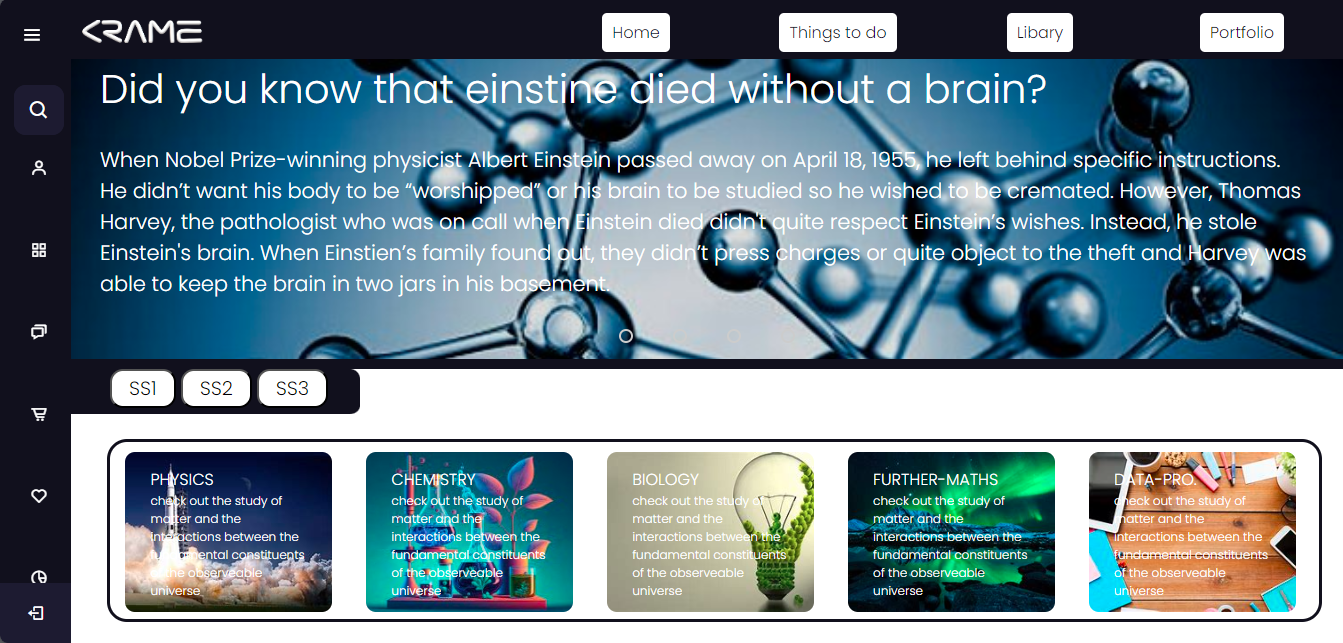 CRAME
Home
Things to do
Libary
Portfolio
Did you know that einstine died without a brain?
When Nobel Prize-winning physicist Albert Einstein passed away on April 18, 1955, he left behind specific instructions.
He didn’t want his body to be “worshipped” or his brain to be studied so he wished to be cremated. However, Thomas
Harvey, the pathologist who was on call when Einstein died didn't quite respect Einstein’s wishes. Instead, he stole
Einstein's brain. When Einstien’s family found out, they didn’t press charges or quite object to the theft and Harvey was
able to keep the brain in two jars in his basement.
SS1
SS2
SS3
PHYSICS
check out the study of
matter and the
interactions between the
fundamental constituents
of the observeable
universe
CHEMISTRY
check out the study of
matter and the
interactions between the
fundamental constituents
of the observeable
universe
BIOLOGY
check out the study of
matter and the
interactions between the
fundamental constituents
of the observeable
universe
FURTHER-MATHS
check out the study of
matter and the
interactions between the
fundamental constituents
of the observeable
universe
DATA-PRO.
check out the study of
matter and the
interactions between the
fundamental constituents
of the observeable
universe